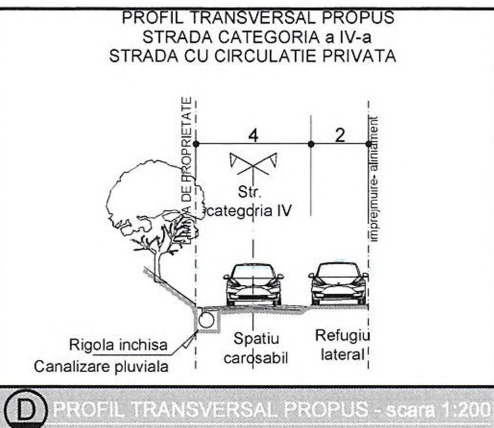 PROFIL TRANSVERSAL PROPUS
STRADA CATEGORIA a IV-a
STRADA CU CIRCULATIE PRIVATA
4
2
LIMITA DE PROPRIETATE
imprejmuire- aliniament
Str.
categoria IV
Rigola inchisa
Canalizare pluviala
Spatiu
carosabil
Refugiu
lateral
D PROFIL TRANSVERSAL PROPUS - scara 1:200